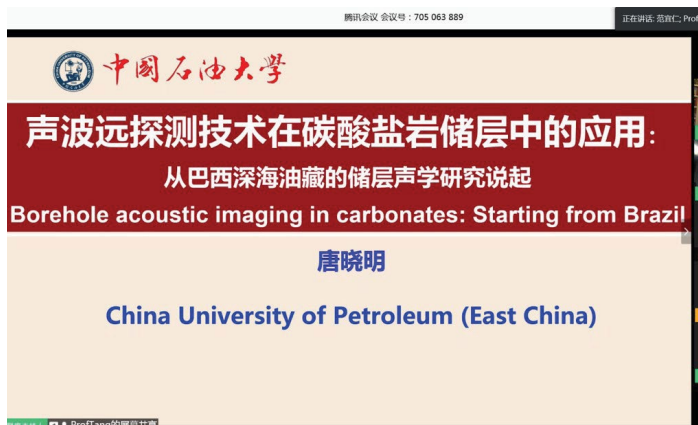 腾讯会议 会议号：705 063 889
正在讲话: 范宜仁; Prof
中国石油大学
声波远探测技术在碳酸盐岩储层中的应用：
从巴西深海油藏的储层声学研究说起
Borehole acoustic imaging in carbonates: Starting from Brazil
唐晓明
China University of Petroleum (East China)
ProfTang的屏幕共享